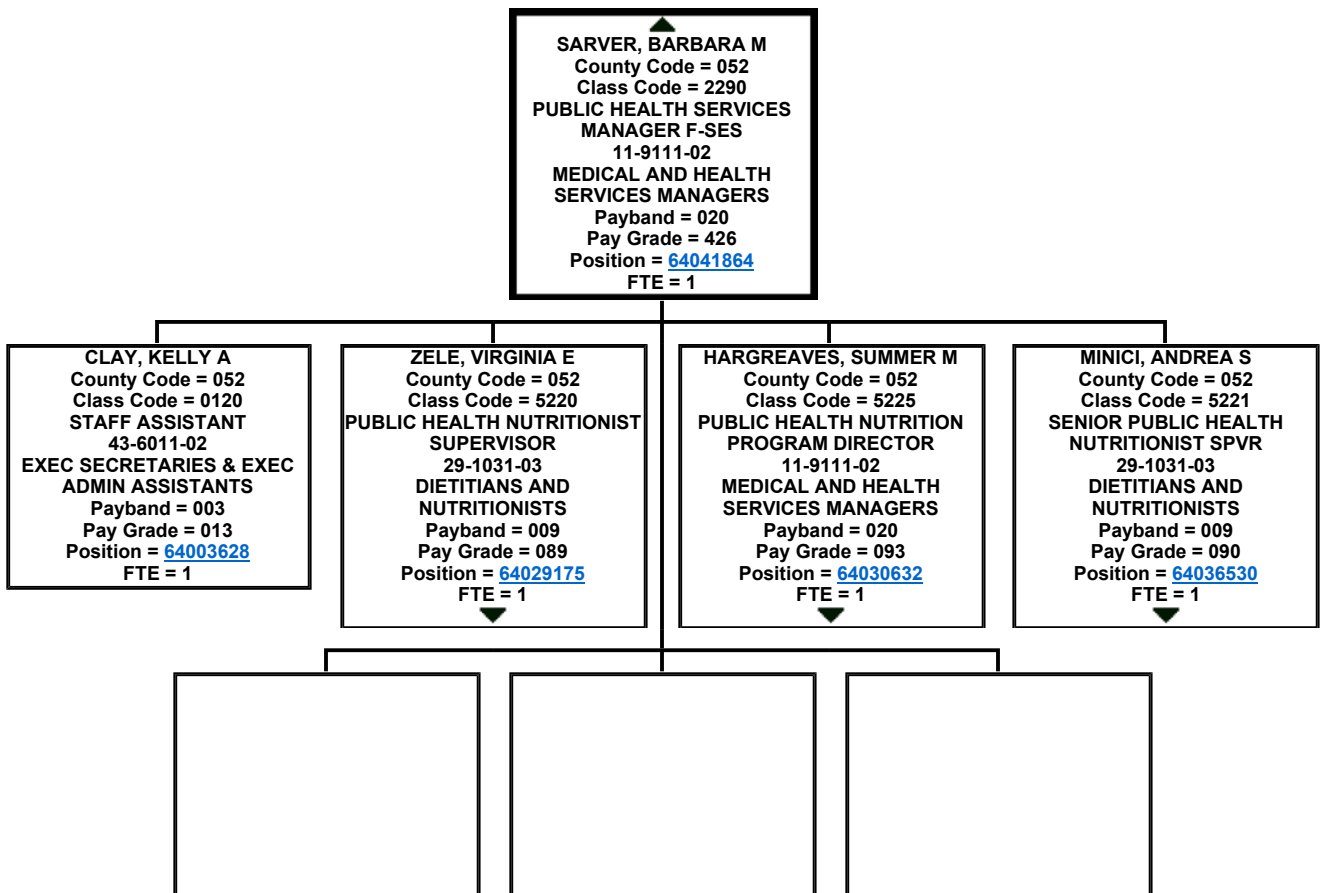 SARVER, BARBARA M
County Code = 052
Class Code = 2290
PUBLIC HEALTH SERVICES
MANAGER F-SES
11-9111-02
MEDICAL AND HEALTH
SERVICES MANAGERS
Payband = 020
Pay Grade = 426
Position = 64041864
FTE = 1
CLAY, KELLY A
County Code = 052
Class Code = 0120
STAFF ASSISTANT
43-6011-02
EXEC SECRETARIES & EXEC
ADMIN ASSISTANTS
Payband = 003
Pay Grade = 013
Position = 64003628
FTE = 1
ZELE, VIRGINIA E
County Code = 052
Class Code = 5220
PUBLIC HEALTH NUTRITIONIST
SUPERVISOR
29-1031-03
DIETITIANS AND
NUTRITIONISTS
Payband = 009
Pay Grade = 089
Position = 64029175
FTE = 1
HARGREAVES, SUMMER M
County Code = 052
Class Code = 5225
PUBLIC HEALTH NUTRITION
PROGRAM DIRECTOR
11-9111-02
MEDICAL AND HEALTH
SERVICES MANAGERS
Payband = 020
Pay Grade = 093
Position = 64030632
FTE = 1
MINICI, ANDREA S
County Code = 052
Class Code = 5221
SENIOR PUBLIC HEALTH
NUTRITIONIST SPVR
29-1031-03
DIETITIANS AND
NUTRITIONISTS
Payband = 009
Pay Grade = 090
Position = 64036530
FTE = 1